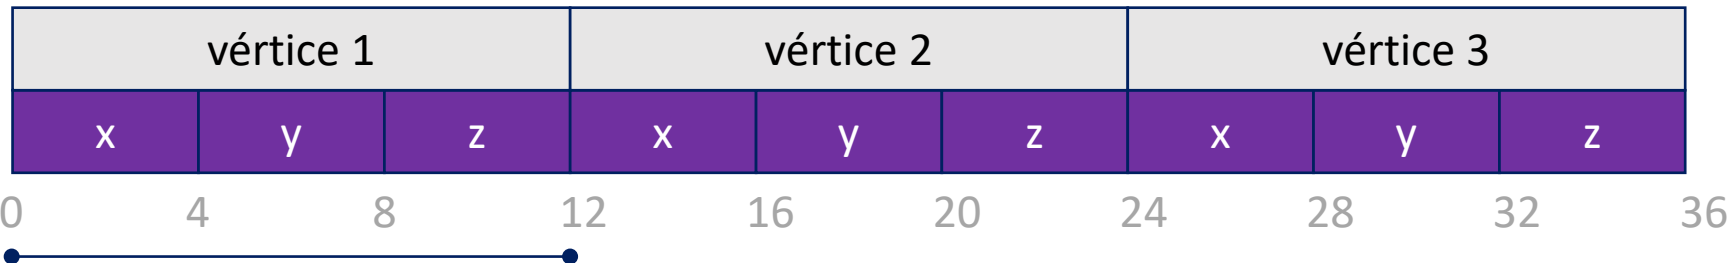 vértice 1 vértice 2 vértice 3
x y z x y z x y z
0 4 8 12 16 20 24 28 32 36